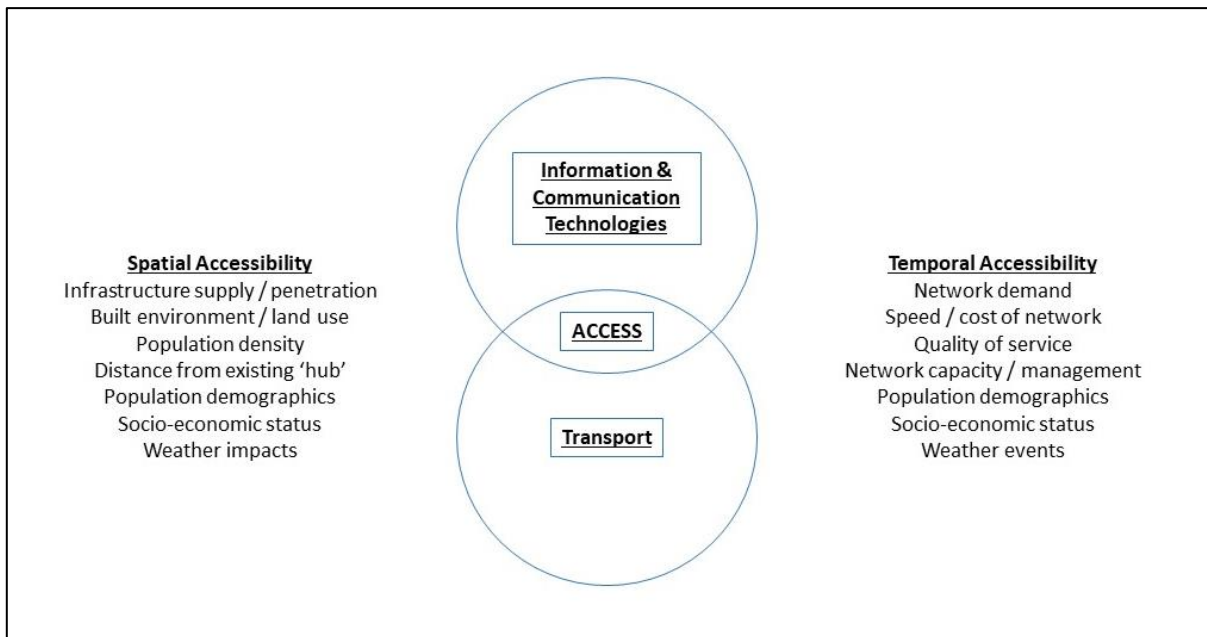 Information &
Communication
Technologies
Spatial Accessibility
Infrastructure supply / penetration
Built environment / land use
Population density
Distance from existing ‘hub’
Population demographics
Socio-economic status
Weather impacts
ACCESS
Transport
Temporal Accessibility
Network demand
Speed / cost of network
Quality of service
Network capacity / management
Population demographics
Socio-economic status
Weather events